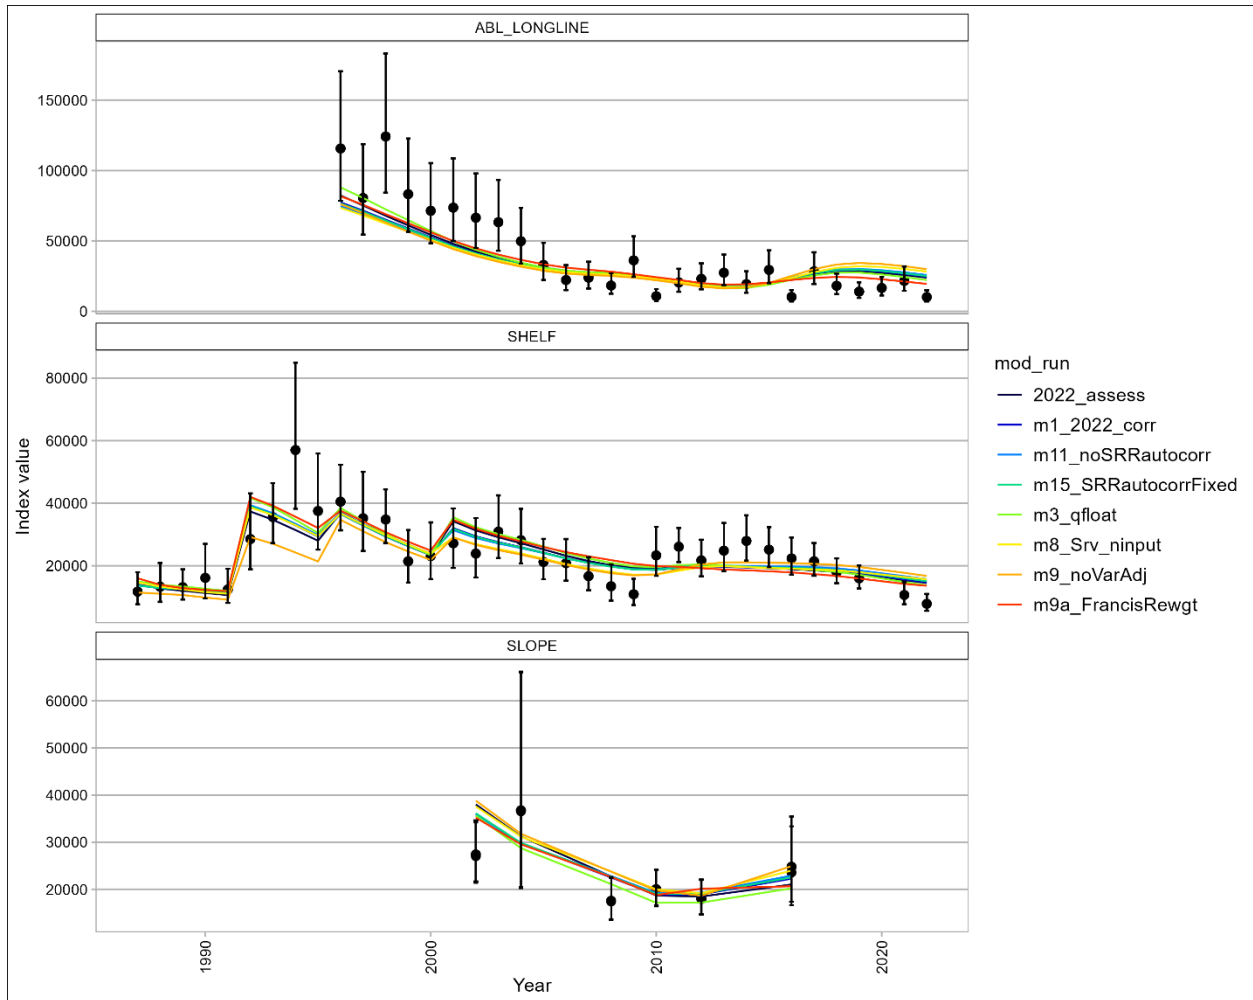 ABL_LONGLINE
150000
100000
50000
0
SHELF
80000
60000
40000
20000
SLOPE
60000
50000
40000
30000
20000
1990
2000
2010
2020
Year
Index value
mod_run
2022_assess
m1_2022_corr
m11_noSRRautocorr
m15_SRRautocorrFixed
m3_qfloat
m8_Srv_ninput
m9_noVarAdj
m9a_FrancisRewgt